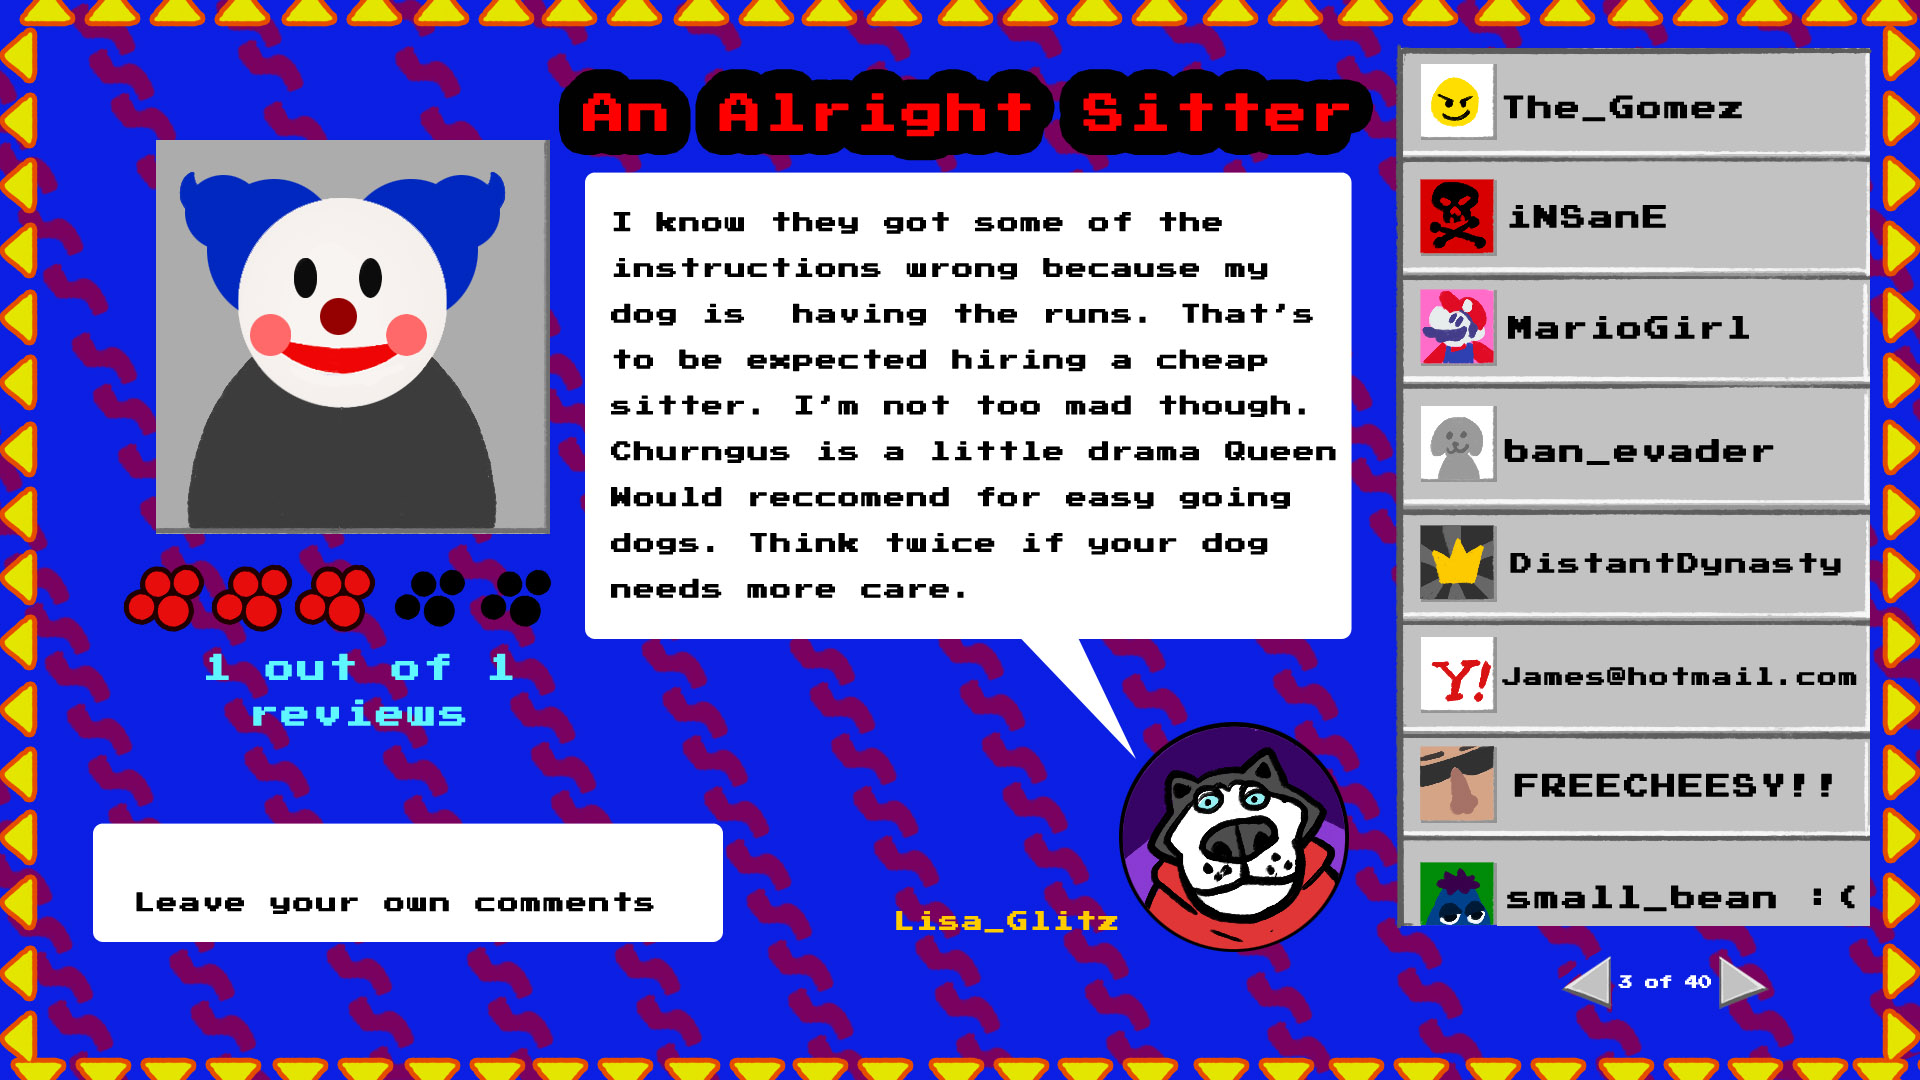 An Alright Sitter
I know they got some of the
instructions wrong because my
dog is having the runs. That's
to be expected hiring a cheap
sitter. I'm not too mad though.
Churngus is a little drama Queen
Would reccomend for easy going
dogs. Think twice if your dog
needs more care.
1 out of 1
reviews
Leave your own comments
Lisa_Glitz
The_Gomez
iNSanE
MarioGirl
ban_evader
DistantDynasty
Y!
James@hotmail.com
FREECHEESY!!
small_bean :(
3 of 40